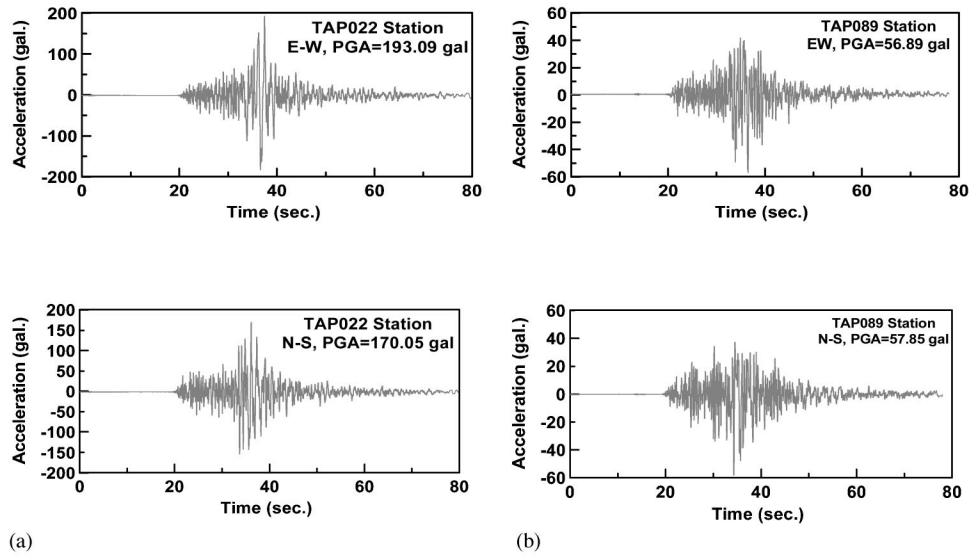 TAP022 Station
E-W, PGA=193.09 gal
Acceleration (gal.)
200
100
0
-100
-200
0 20 40 60 80
Time (sec.)
TAP089 Station
EW, PGA=56.89 gal
Acceleration (gal.)
60
40
20
0
-20
-40
-60
0 20 40 60 80
Time (sec.)
TAP022 Station
N-S, PGA=170.05 gal
Acceleration (gal.)
200
150
100
50
0
-50
-100
-150
-200
0 20 40 60 80
Time (sec.)
TAP089 Station
N-S, PGA=57.85 gal
Acceleration (gal.)
60
40
20
0
-20
-40
-60
0 20 40 60 80
Time (sec.)
(a)
(b)